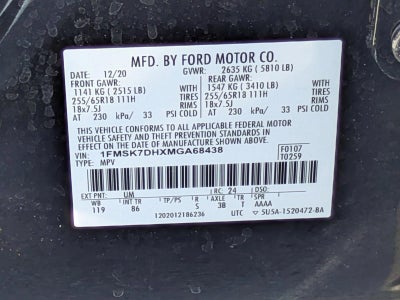 MFD. BY FORD MOTOR CO.
DATE: 12/20 GVWR: 2635 KG ( 5810 LB)
FRONT GAWR: REAR GAWR:
1141 KG ( 2515 LB) 1547 KG ( 3410 LB)
255/65R18 111H TIRES 255/65R18 111H TIRES
18x7.5J RIMS 18x7.5J RIMS
AT 230 kPa/ 33 PSI COLD AT 230 kPa/ 33 PSI COLD
THIS VEHICLE CONFORMS TO ALL APPLICABLE FEDERAL MOTOR
VEHICLE SAFETY AND THEFT PREVENTION STANDARDS IN
EFFECT ON THE DATE OF MANUFACTURE SHOWN ABOVE.
VIN: 1FMSK7DHXMGA68438 F0107
TYPE: MPV T0259
EXT PNT: UM RC: 24 DSO:
WB INT TR TP/PS R AXLE TR SPR
119 86 S 38 T AAAA
1202012186236 UTC 5U5A-1520472-BA